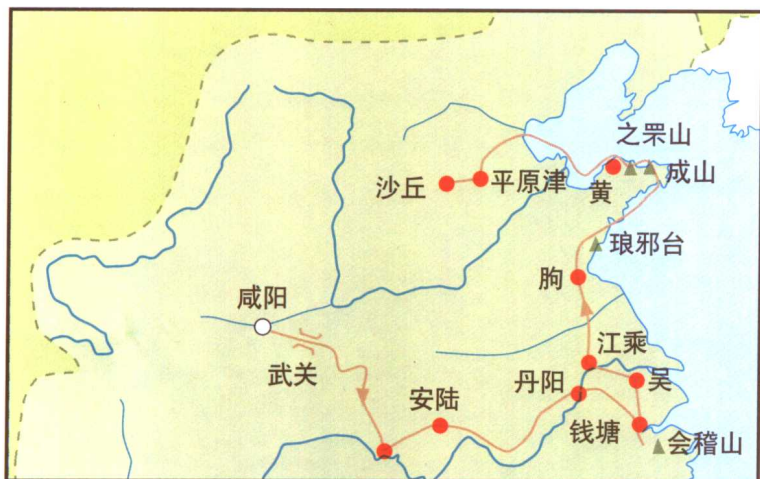 之罘山
成山
黄
沙丘
平原津
琅邪台
朐
咸阳
江乘
武关
丹阳
吴
安陆
钱塘
会稽山